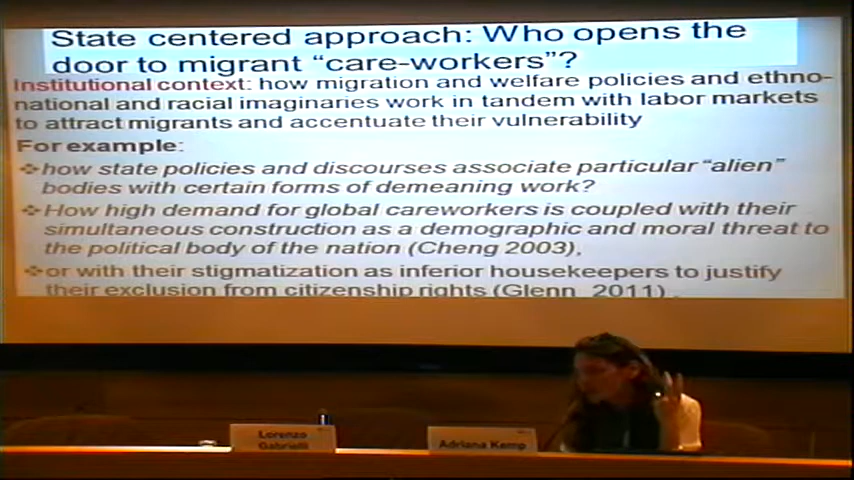 State centered approach: Who opens the
door to migrant "care-workers"?
Institutional context: how migration and welfare policies and ethno-
national and racial imaginaries work in tandem with labor markets
to attract migrants and accentuate their vulnerability
For example:
❖how state policies and discourses associate particular "alien"
bodies with certain forms of demeaning work?
❖How high demand for global careworkers is coupled with their
simultaneous construction as a demographic and moral threat to
the political body of the nation (Cheng 2003),
❖or with their stigmatization as inferior housekeepers to justify
their exclusion from citizenship rights (Glenn 2011) .
Lorenzo
Gabrielli
Adriana Kemp